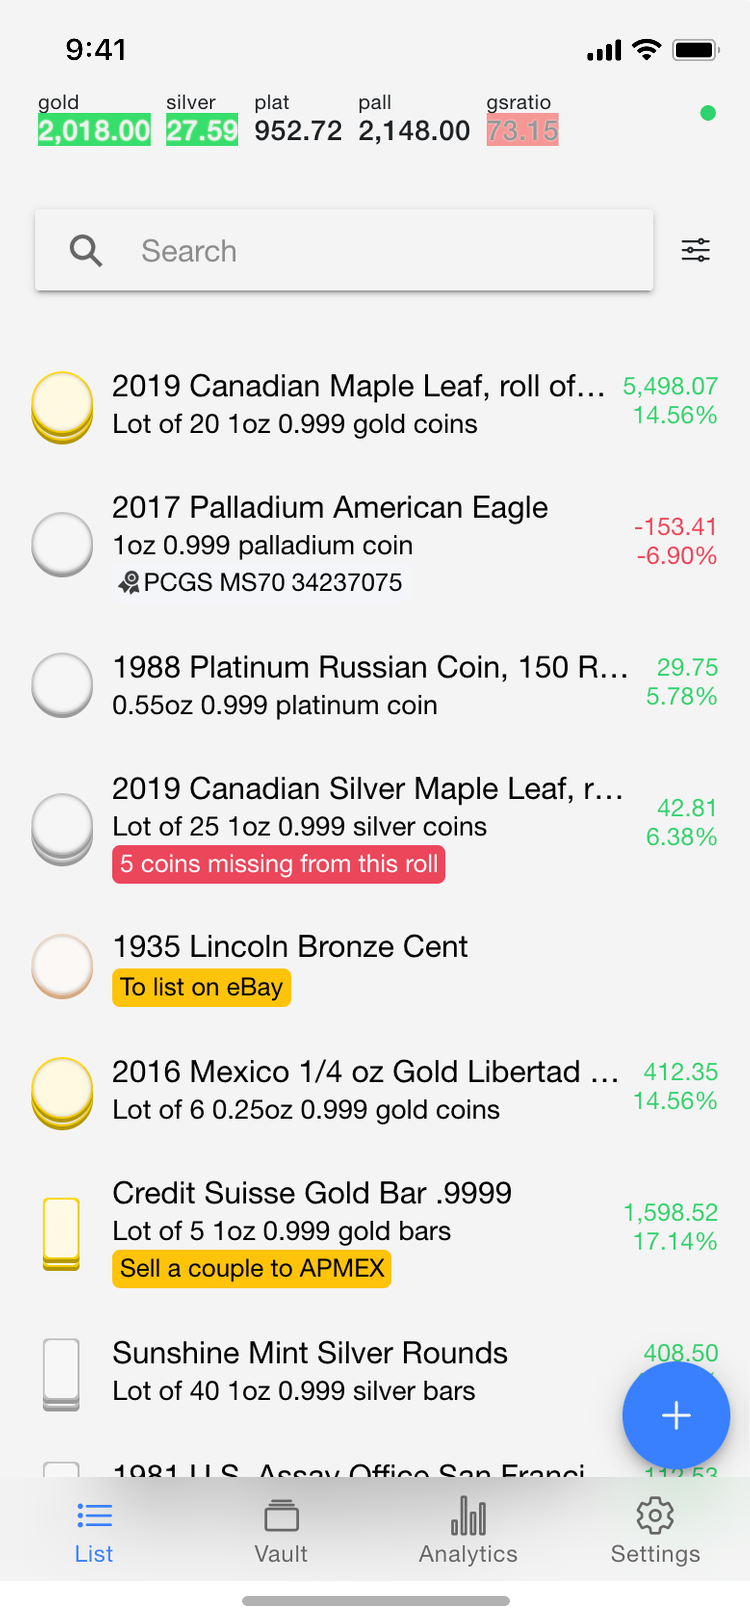 9:41
gold silver plat pall gsratio
2,018.00 27.59 952.72 2,148.00 73.15
Search
2019 Canadian Maple Leaf, roll of... 5,498.07
Lot of 20 1oz 0.999 gold coins 14.56%
2017 Palladium American Eagle
1oz 0.999 palladium coin -153.41
-6.90%
PCGS MS70 34237075
1988 Platinum Russian Coin, 150 R... 29.75
0.55oz 0.999 platinum coin 5.78%
2019 Canadian Silver Maple Leaf, r...
Lot of 25 1oz 0.999 silver coins 42.81
6.38%
5 coins missing from this roll
1935 Lincoln Bronze Cent
To list on eBay
2016 Mexico 1/4 oz Gold Libertad ... 412.35
Lot of 6 0.25oz 0.999 gold coins 14.56%
Credit Suisse Gold Bar .9999
Lot of 5 1oz 0.999 gold bars 1,598.52
17.14%
Sell a couple to APMEX
Sunshine Mint Silver Rounds 408.50
Lot of 40 1oz 0.999 silver bars
1981 U.S. Assay Office San Franci 112.53
List Vault Analytics Settings